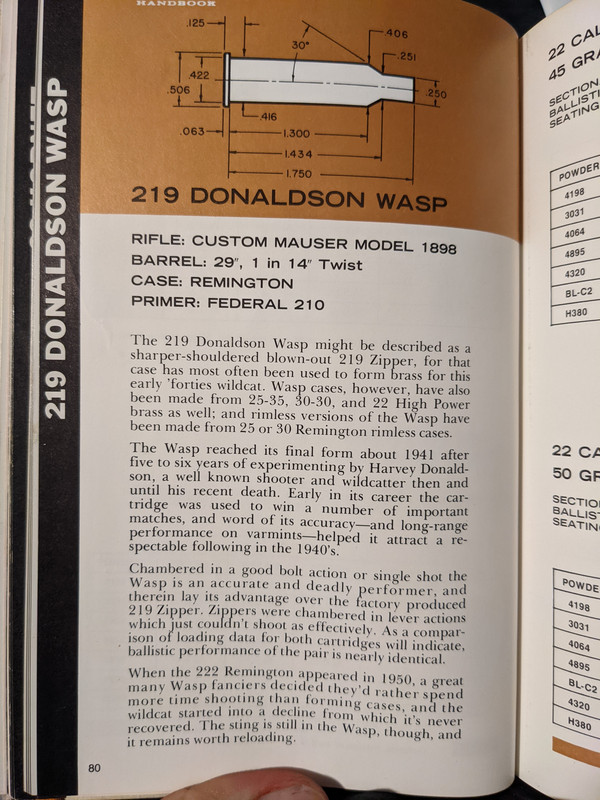 HANDBOOK
.125
30°
.406
.251
.422
.506
.250
.416
.063
1.300
1.434
1.750
219 DONALDSON WASP
219 DONALDSON WASP
RIFLE: CUSTOM MAUSER MODEL 1898
BARREL: 29", 1 in 14" Twist
CASE: REMINGTON
PRIMER: FEDERAL 210
The 219 Donaldson Wasp might be described as a
sharper-shouldered blown-out 219 Zipper, for that
case has most often been used to form brass for this
early 'forties wildcat. Wasp cases, however, have also
been made from 25-35, 30-30, and 22 High Power
brass as well; and rimless versions of the Wasp have
been made from 25 or 30 Remington rimless cases.
The Wasp reached its final form about 1941 after
five to six years of experimenting by Harvey Donald-
son, a well known shooter and wildcatter then and
until his recent death. Early in its career the car-
tridge was used to win a number of important
matches, and word of its accuracy—and long-range
performance on varmints—helped it attract a re-
spectable following in the 1940's.
Chambered in a good bolt action or single shot the
Wasp is an accurate and deadly performer, and
therein lay its advantage over the factory produced
219 Zipper. Zippers were chambered in lever actions
which just couldn't shoot as effectively. As a compar-
ison of loading data for both cartridges will indicate,
ballistic performance of the pair is nearly identical.
When the 222 Remington appeared in 1950, a great
many Wasp fanciers decided they'd rather spend
more time shooting than forming cases, and the
wildcat started into a decline from which it's never
recovered. The sting is still in the Wasp, though, and
it remains worth reloading.
80
22 CAL
45 GRA
SECTION
BALLISTI
SEATING
POWDER
4198
3031
4064
4895
4320
BL-C2
H380
22 CA
50 GR
SECTIO
BALLIST
SEATIN
POWDE
4198
3031
4064
4895
BL-C2
4320
H380